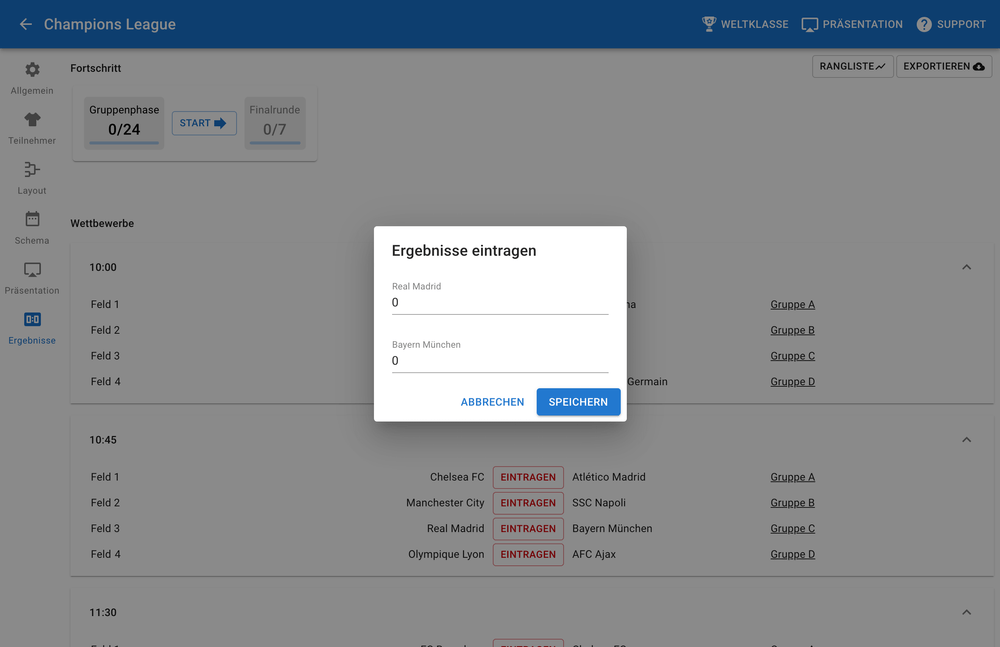 Champions League
WELTKLASSE PRÄSENTATION SUPPORT
Allgemein
Teilnehmer
Layout
Schema
Präsentation
Ergebnisse
Fortschritt
RANGLISTE EXPORTIEREN
Gruppenphase
0/24
START
Finalrunde
0/7
Wettbewerbe
10:00
Feld 1 Gruppe A
Feld 2 Gruppe B
Feld 3 Gruppe C
Feld 4 Germain Gruppe D
Ergebnisse eintragen
Real Madrid
0
Bayern München
0
ABBRECHEN SPEICHERN
10:45
Feld 1 Chelsea FC EINTRAGEN Atlético Madrid Gruppe A
Feld 2 Manchester City EINTRAGEN SSC Napoli Gruppe B
Feld 3 Real Madrid EINTRAGEN Bayern München Gruppe C
Feld 4 Olympique Lyon EINTRAGEN AFC Ajax Gruppe D
11:30